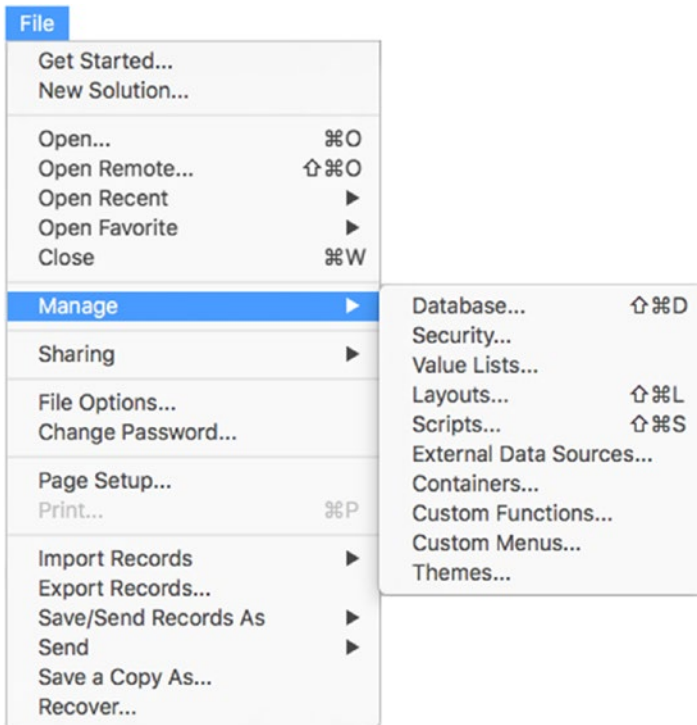 File
Get Started...
New Solution...
Open... ⌘O
Open Remote... ⇧⌘O
Open Recent ▶
Open Favorite ▶
Close ⌘W
Manage ▶
Sharing ▶
File Options...
Change Password...
Page Setup...
Print... ⌘P
Import Records ▶
Export Records...
Save/Send Records As ▶
Send ▶
Save a Copy As...
Recover...
Database... ⇧⌘D
Security...
Value Lists...
Layouts... ⇧⌘L
Scripts... ⇧⌘S
External Data Sources...
Containers...
Custom Functions...
Custom Menus...
Themes...